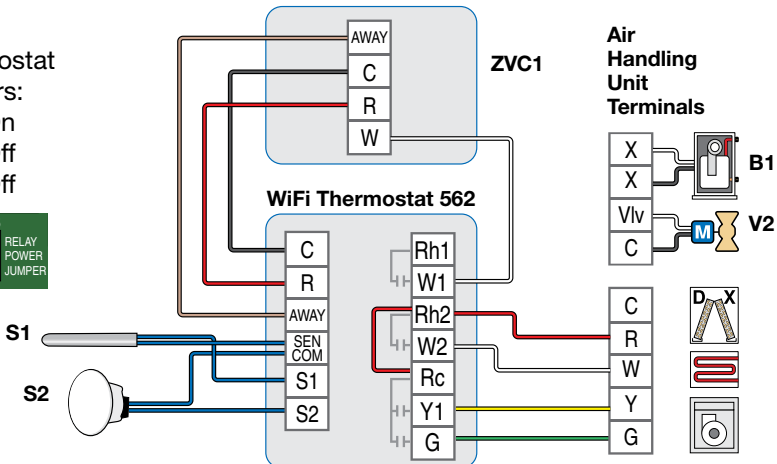 ostat
rs:
n
ff
ff
RELAY
POWER
JUMPER
AWAY
C
R
W
ZVC1
WiFi Thermostat 562
C
R
AWAY
SEN
COM
S1
S2
Rh1
W1
Rh2
W2
Rc
Y1
G
S1
S2
Air
Handling
Unit
Terminals
X
X
Vlv
C
B1
M
V2
C
R
W
Y
G
D X